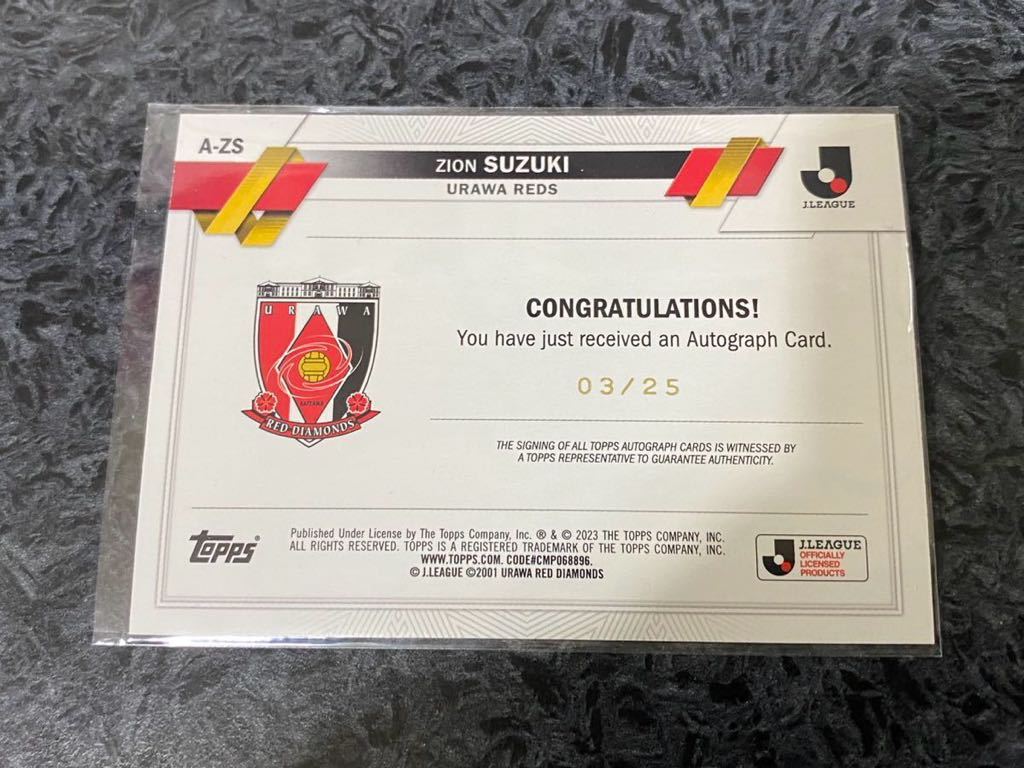 A-ZS
ZION SUZUKI
URAWA REDS
J.LEAGUE
URAWA
SAITAMA
RED DIAMONDS
CONGRATULATIONS!
You have just received an Autograph Card.
03/25
THE SIGNING OF ALL TOPPS AUTOGRAPH CARDS IS WITNESSED BY
A TOPPS REPRESENTATIVE TO GUARANTEE AUTHENTICITY.
topps®
Published Under License by The Topps Company, Inc. ® & © 2023 THE TOPPS COMPANY, INC.
ALL RIGHTS RESERVED. TOPPS IS A REGISTERED TRADEMARK OF THE TOPPS COMPANY, INC.
WWW.TOPPS.COM. CODE#CMP068896.
© J.LEAGUE ©2001 URAWA RED DIAMONDS
J.LEAGUE
OFFICIALLY
LICENSED
PRODUCTS